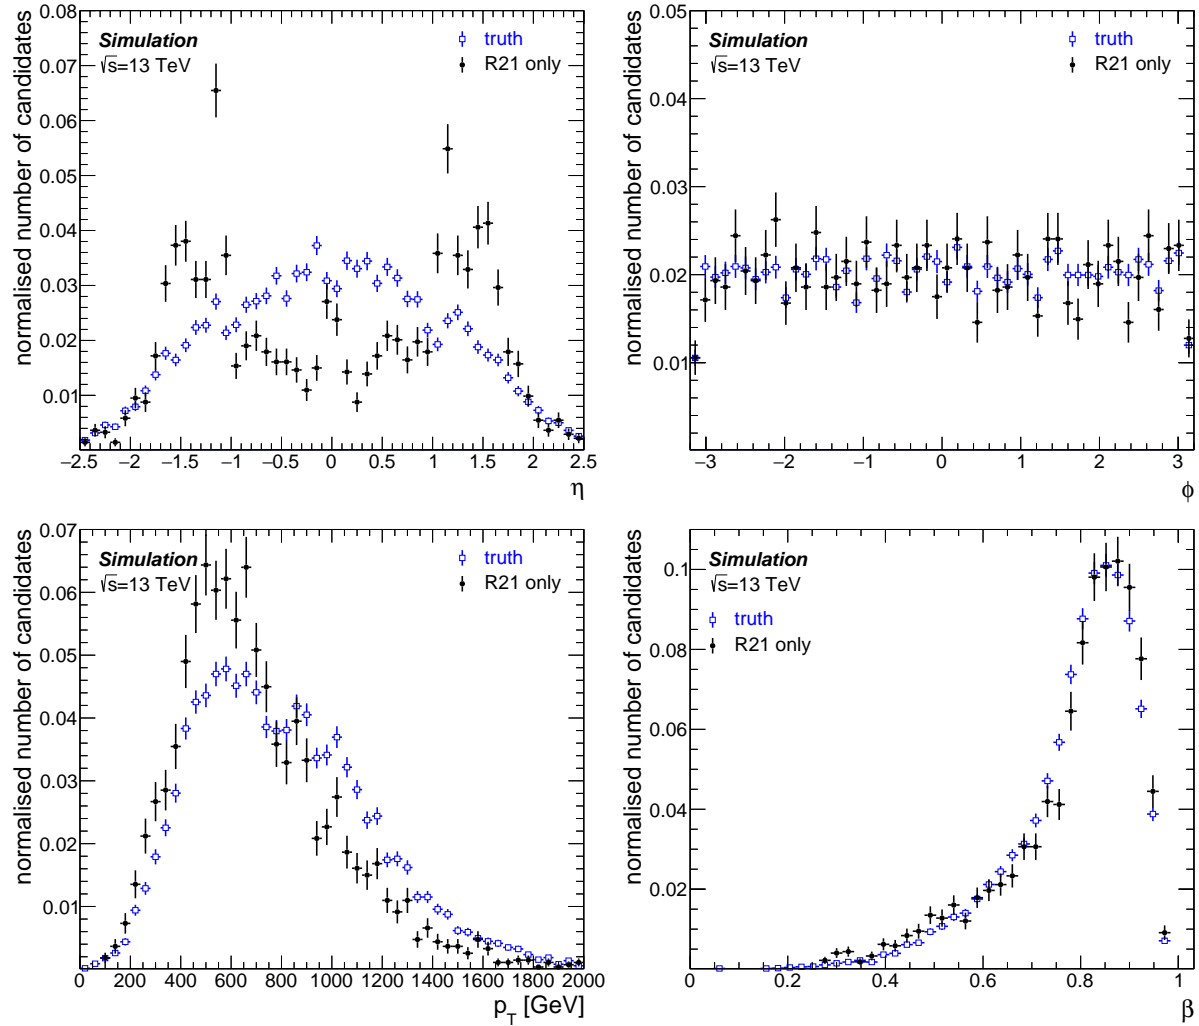 normalised number of candidates
0.08
0.07
0.06
0.05
0.04
0.03
0.02
0.01
Simulation
√s=13 TeV
truth
R21 only
−2.5 −2 −1.5 −1 −0.5 0 0.5 1 1.5 2 2.5
η
normalised number of candidates
0.05
0.04
0.03
0.02
0.01
Simulation
√s=13 TeV
truth
R21 only
−3 −2 −1 0 1 2 3
ϕ
normalised number of candidates
0.07
0.06
0.05
0.04
0.03
0.02
0.01
Simulation
√s=13 TeV
truth
R21 only
0 200 400 600 800 1000 1200 1400 1600 1800 2000
p_T [GeV]
normalised number of candidates
0.1
0.08
0.06
0.04
0.02
Simulation
√s=13 TeV
truth
R21 only
0 0.2 0.4 0.6 0.8 1
β